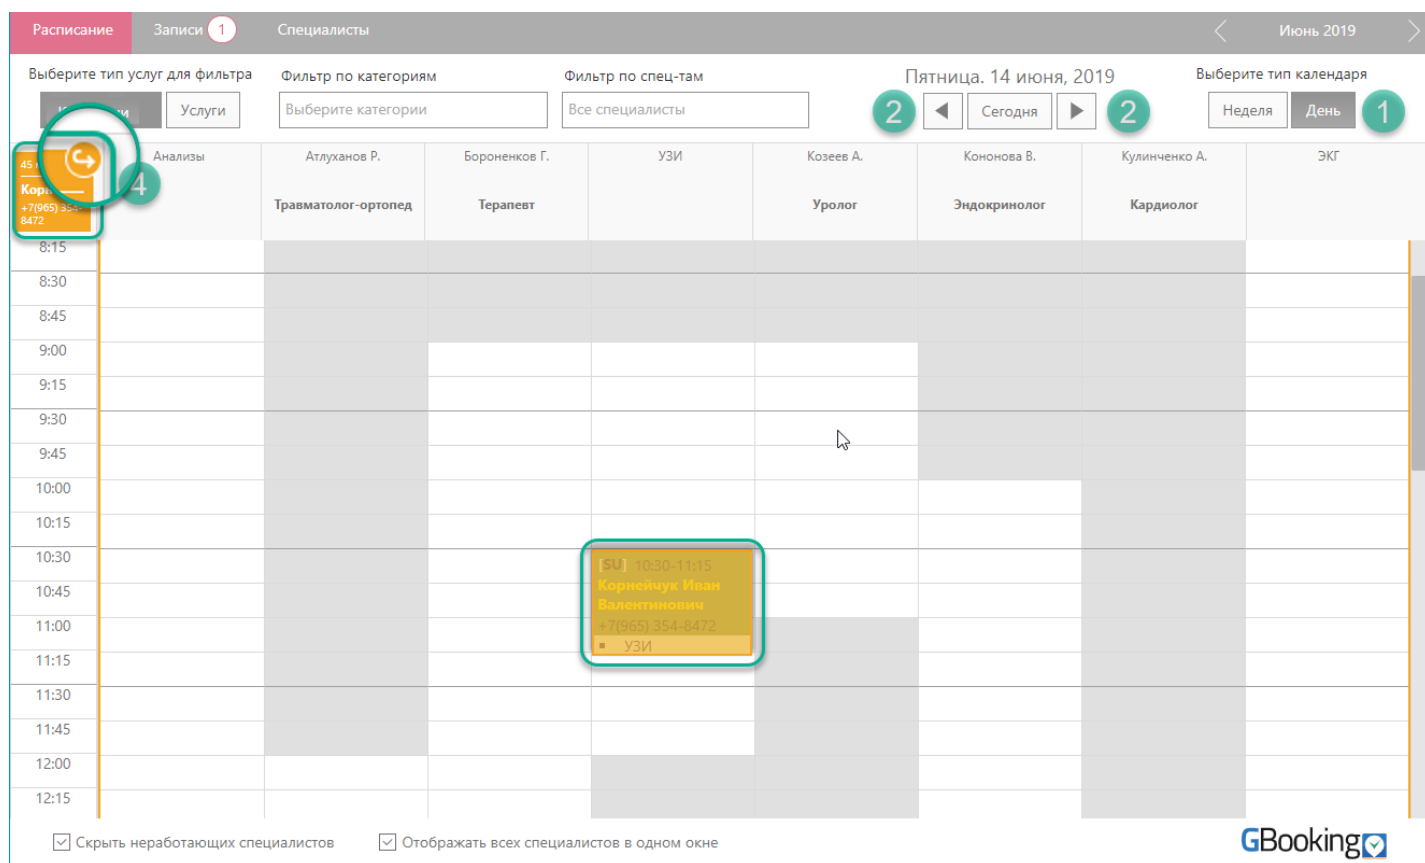 Расписание Записи 1 Специалисты Июнь 2019
Выберите тип услуг для фильтра Фильтр по категориям Фильтр по спец-там Пятница. 14 июня, 2019 Выберите тип календаря
Услуги Выберите категории Все специалисты 2 Сегодня 2 Неделя День 1
45
Анализы Атлуханов Р. Бороненков Г. УЗИ Козеев А. Кононова В. Кулинченко А. ЭКГ
4
+7(965) 354-
8472
Травматолог-ортопед Терапевт Уролог Эндокринолог Кардиолог
8:15
8:30
8:45
9:00
9:15
9:30
9:45
10:00
10:15
10:30 [SU] 10:30-11:15
10:45 Корнейчук Иван
Валентинович
11:00 +7(965) 354-8472
УЗИ
11:15
11:30
11:45
12:00
12:15
Скрыть неработающих специалистов Отображать всех специалистов в одном окне GBooking